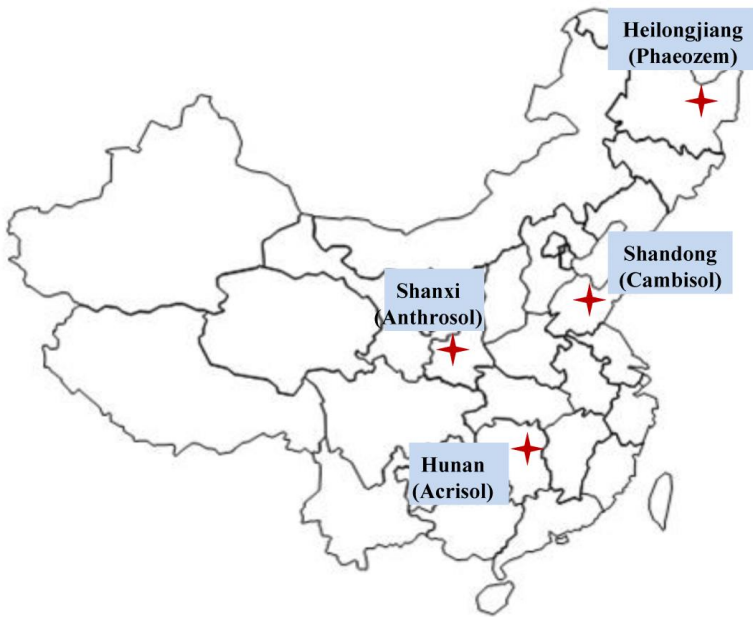 Heilongjiang
(Phaeozem)
Shandong
(Cambisol)
Shanxi
(Anthrosol)
Hunan
(Acrisol)